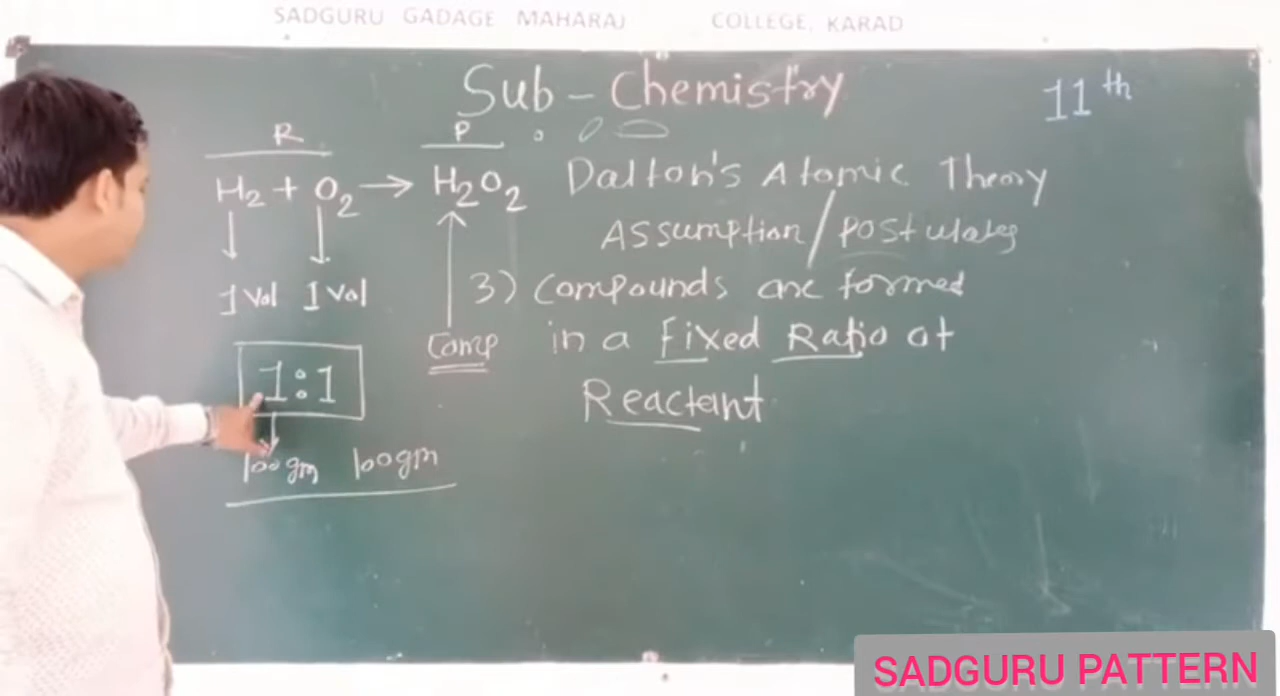 SADGURU GADAGE MAHARAJ COLLEGE, KARAD
Sub - Chemistry
11th
R P
H2 + O2 → H2O2
Dalton's Atomic Theory
Assumption / Postulates
1 Vol 1 Vol
3) Compounds are formed
Comp
in a Fixed Ratio of
1:1
Reactant
100gm 100gm
SADGURU PATTERN